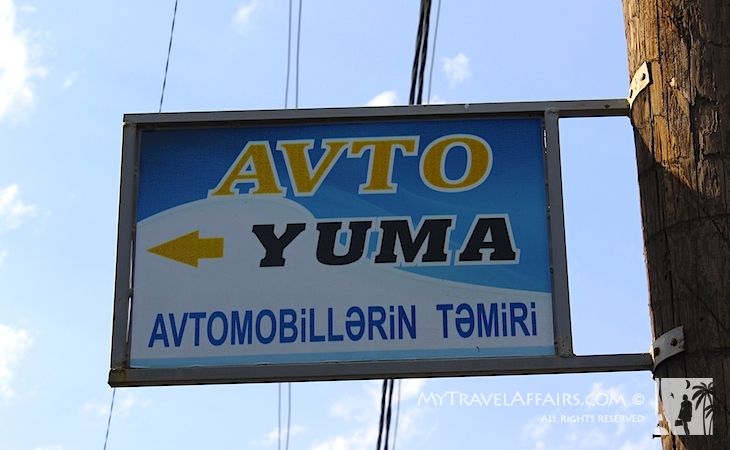 AVTO
YUMA
AVTOMOBİLLƏRİN TƏMİRİ
MyTravelAffairs.com ©
All Rights Reserved